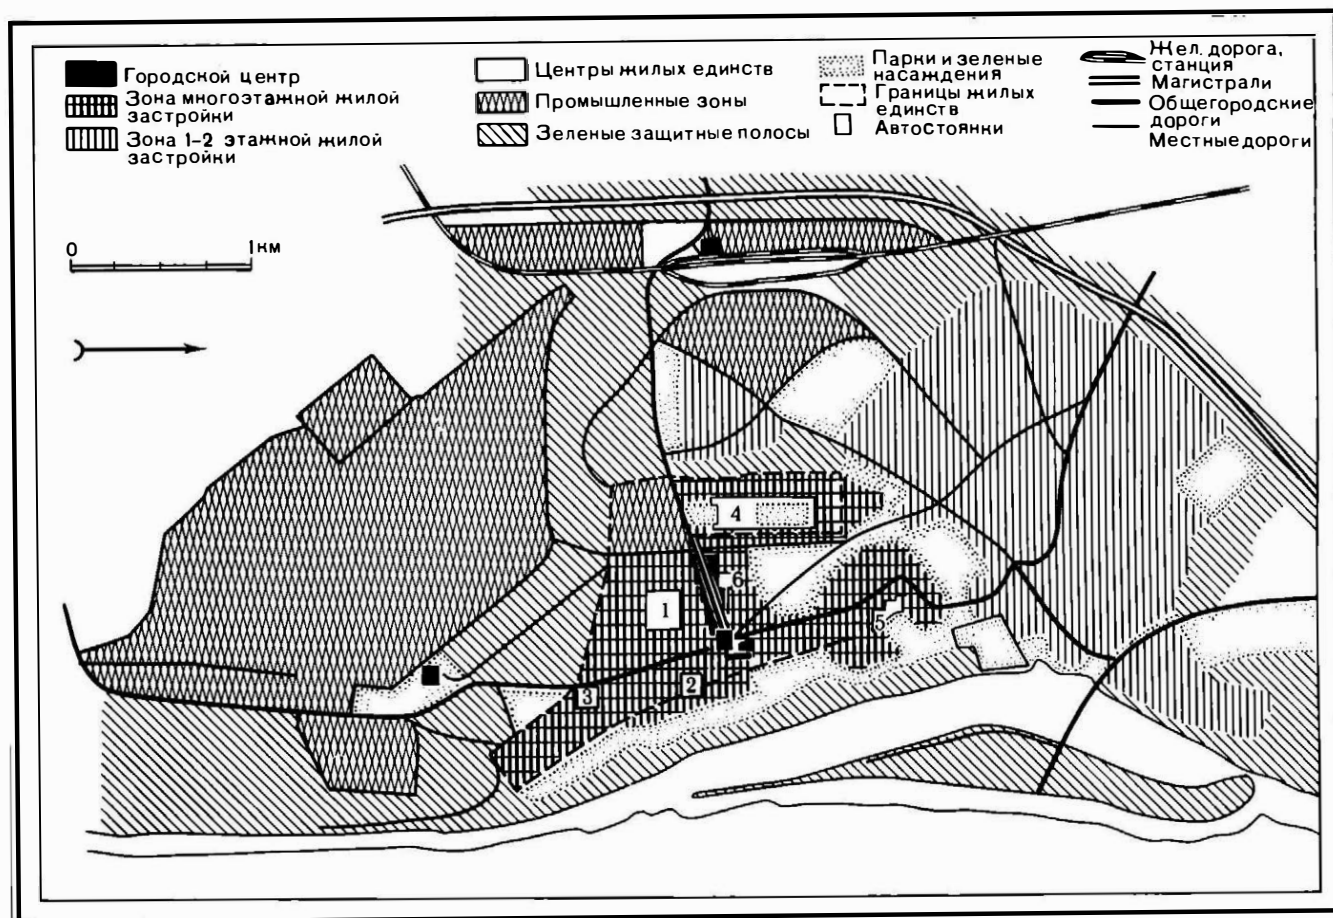 Городской центр
Зона многоэтажной жилой
застройки
Зона 1-2 этажной жилой
застройки
Центры жилых единств
Промышленные зоны
Зеленые защитные полосы
Парки и зеленые
насаждения
Границы жилых
единств
Автостоянки
Жел. дорога,
станция
Магистрали
Общегородские
дороги
Местные дороги
0 1 км
4
6
1
5
2
3